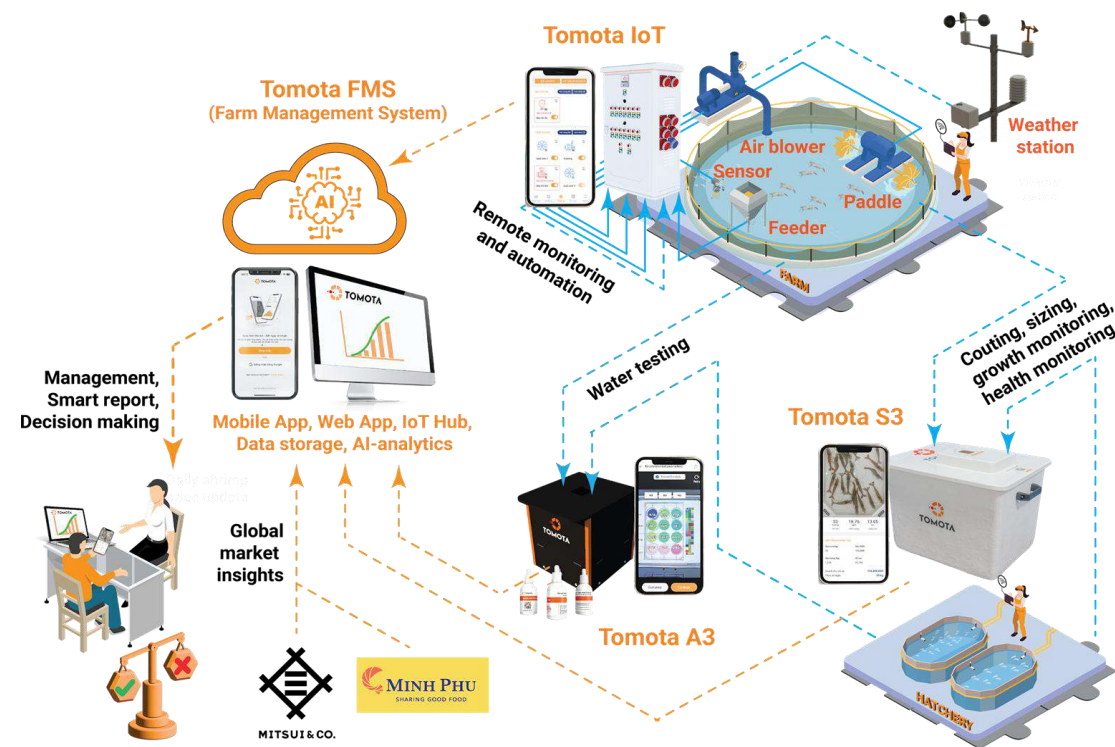 Tomota IoT
Tomota FMS
(Farm Management System)
Air blower
Sensor
Feeder
Paddle
Weather
station
FARM
Remote monitoring
and automation
AI
TOMOTA
TOMOTA
Management,
Smart report,
Decision making
Mobile App, Web App, IoT Hub,
Data storage, AI-analytics
Water testing
Couting, sizing,
growth monitoring,
health monitoring
Tomota S3
TOMOTA
TOMOTA
TOMOTA
Global
market
insights
Tomota A3
HATCHERY
MITSUI & CO.
MINH PHU
SHARING GOOD FOOD